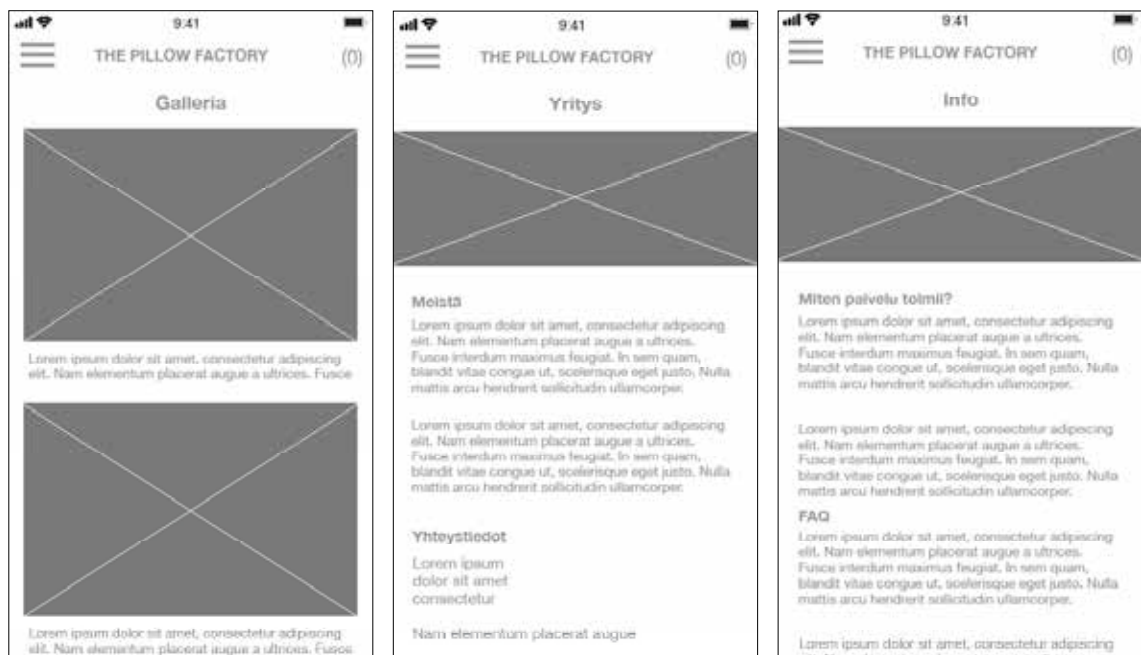 9:41
THE PILLOW FACTORY (0)
Galleria
Lorem ipsum dolor sit amet, consectetur adipiscing
elit. Nam elementum placerat augue a ultrices. Fusce
Lorem ipsum dolor sit amet, consectetur adipiscing
elit. Nam elementum placerat augue a ultrices. Fusce
9:41
THE PILLOW FACTORY (0)
Yritys
Meistä
Lorem ipsum dolor sit amet, consectetur adipiscing
elit. Nam elementum placerat augue a ultrices.
Fusce interdum maximus feugiat. In sem quam,
blandit vitae congue ut, scelerisque eget justo. Nulla
mattis arcu hendrerit sollicitudin ullamcorper.
Lorem ipsum dolor sit amet, consectetur adipiscing
elit. Nam elementum placerat augue a ultrices.
Fusce interdum maximus feugiat. In sem quam,
blandit vitae congue ut, scelerisque eget justo. Nulla
mattis arcu hendrerit sollicitudin ullamcorper.
Yhteystiedot
Lorem ipsum
dolor sit amet
consectetur
Nam elementum placerat augue
9:41
THE PILLOW FACTORY (0)
Info
Miten palvelu toimii?
Lorem ipsum dolor sit amet, consectetur adipiscing
elit. Nam elementum placerat augue a ultrices.
Fusce interdum maximus feugiat. In sem quam,
blandit vitae congue ut, scelerisque eget justo. Nulla
mattis arcu hendrerit sollicitudin ullamcorper.
Lorem ipsum dolor sit amet, consectetur adipiscing
elit. Nam elementum placerat augue a ultrices.
Fusce interdum maximus feugiat. In sem quam,
blandit vitae congue ut, scelerisque eget justo. Nulla
mattis arcu hendrerit sollicitudin ullamcorper.
FAQ
Lorem ipsum dolor sit amet, consectetur adipiscing
elit. Nam elementum placerat augue a ultrices.
Fusce interdum maximus feugiat. In sem quam,
blandit vitae congue ut, scelerisque eget justo. Nulla
mattis arcu hendrerit sollicitudin ullamcorper.
Lorem ipsum dolor sit amet, consectetur adipiscing